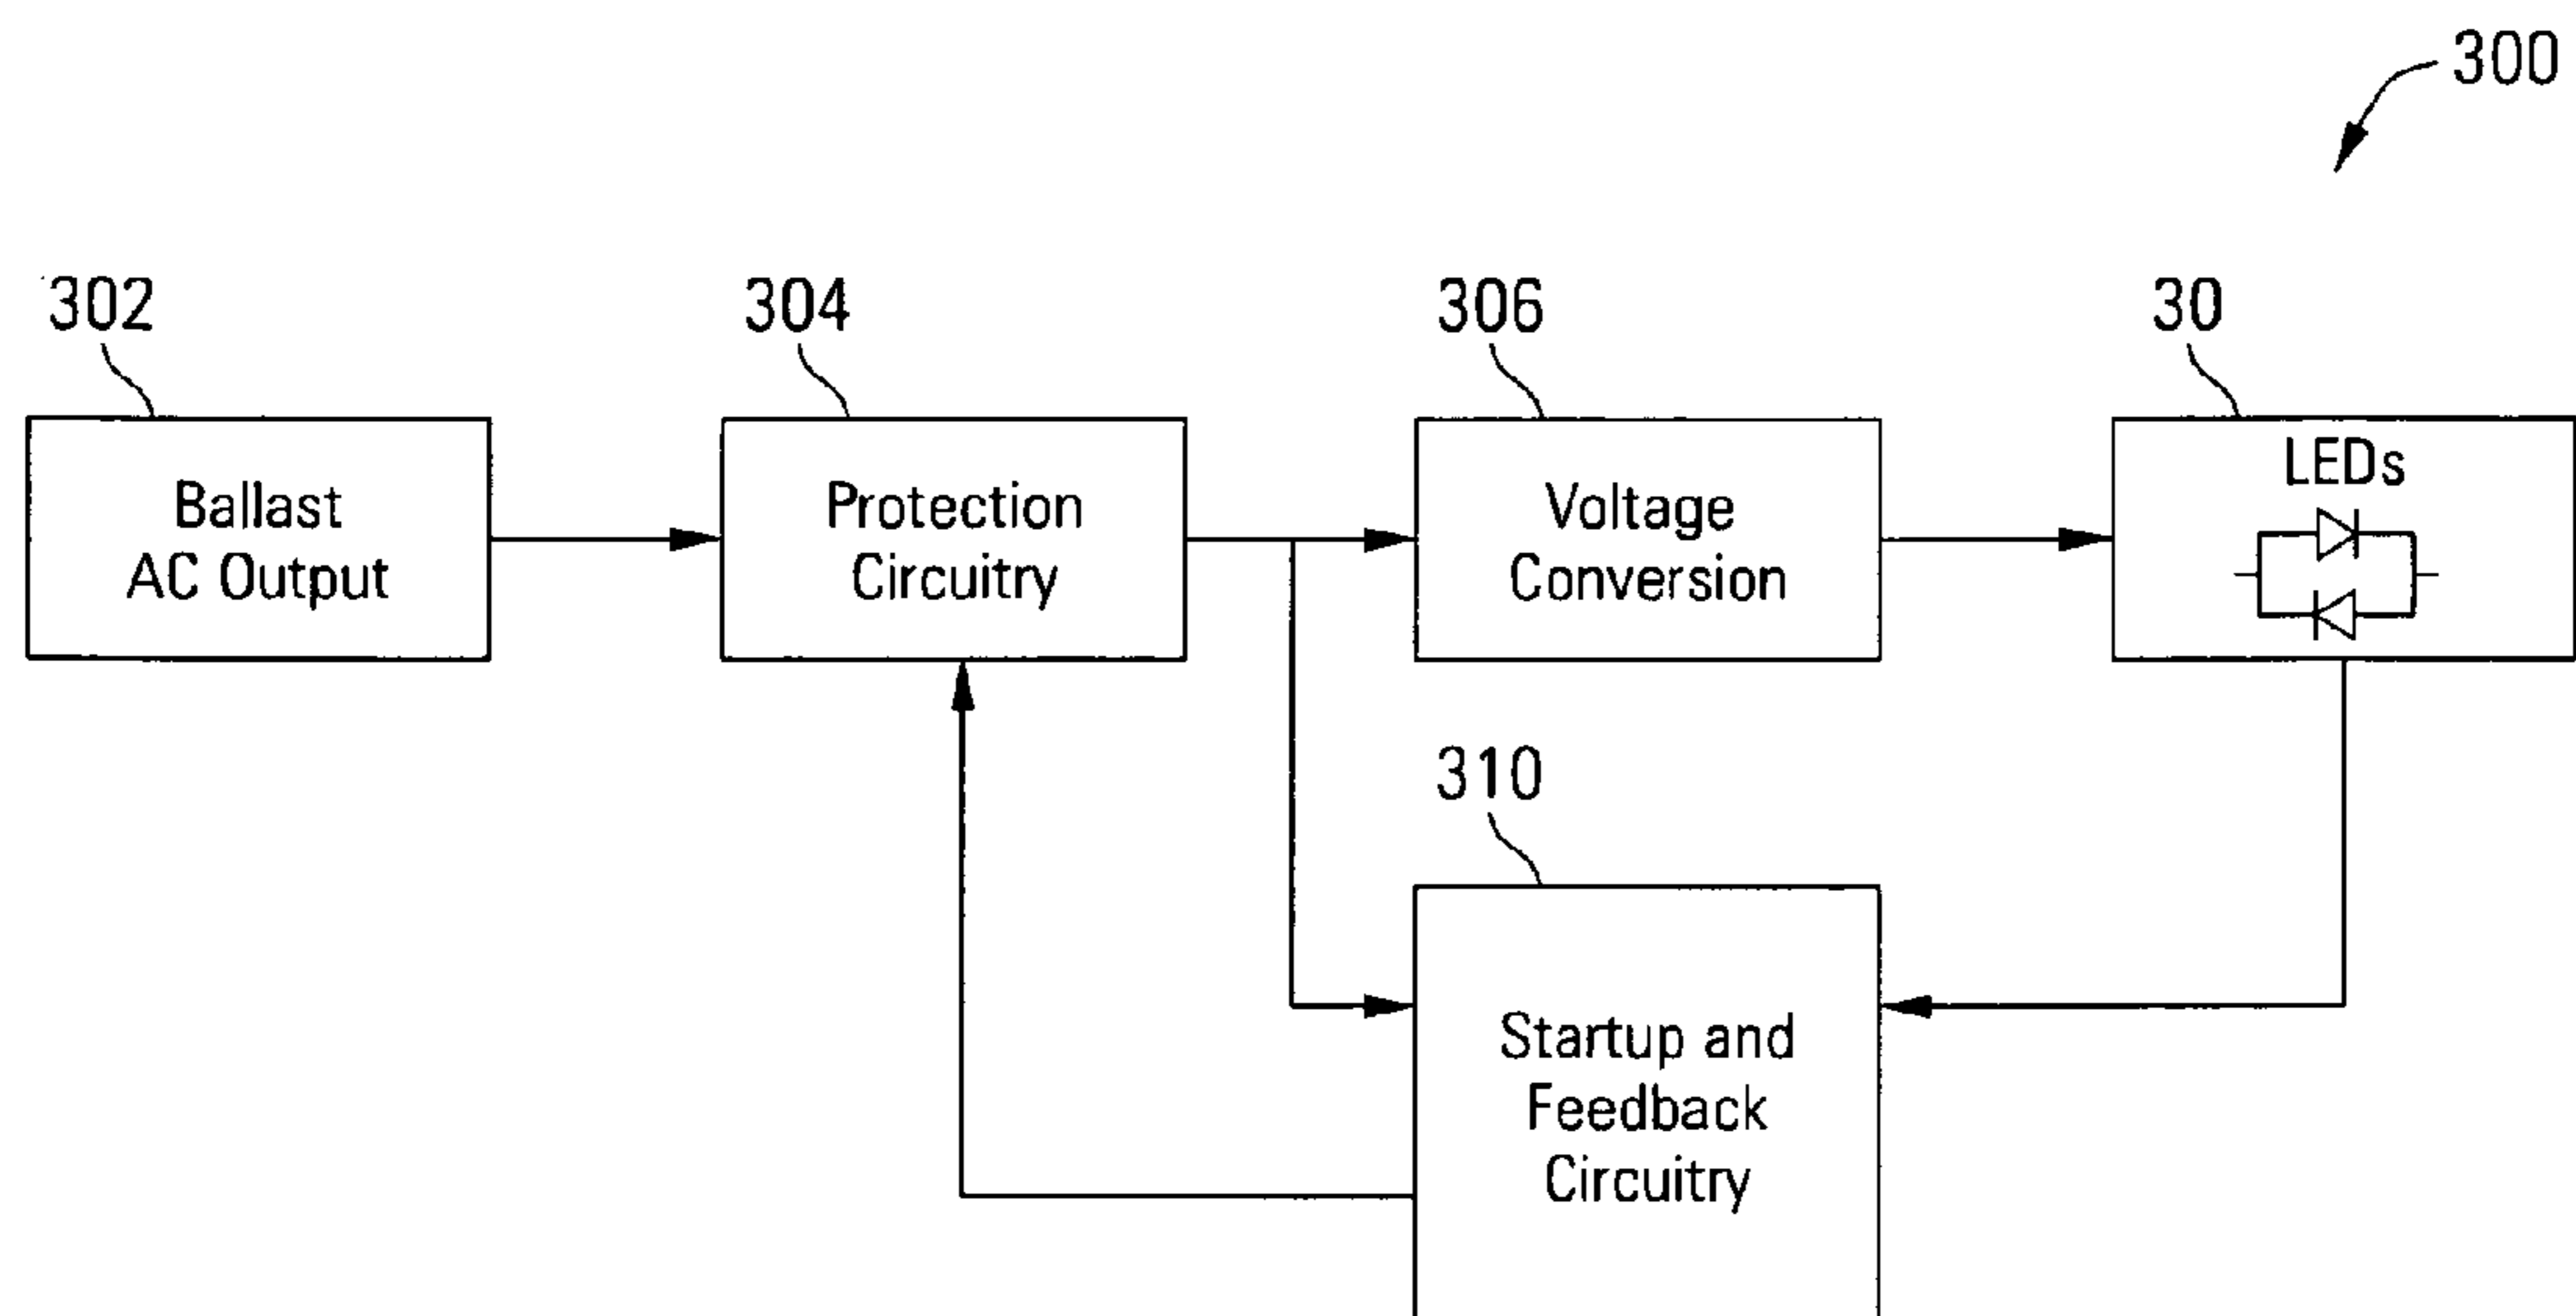 300
302
304
306
30
Ballast
AC Output
Protection
Circuitry
Voltage
Conversion
LEDs
310
Startup and
Feedback
Circuitry